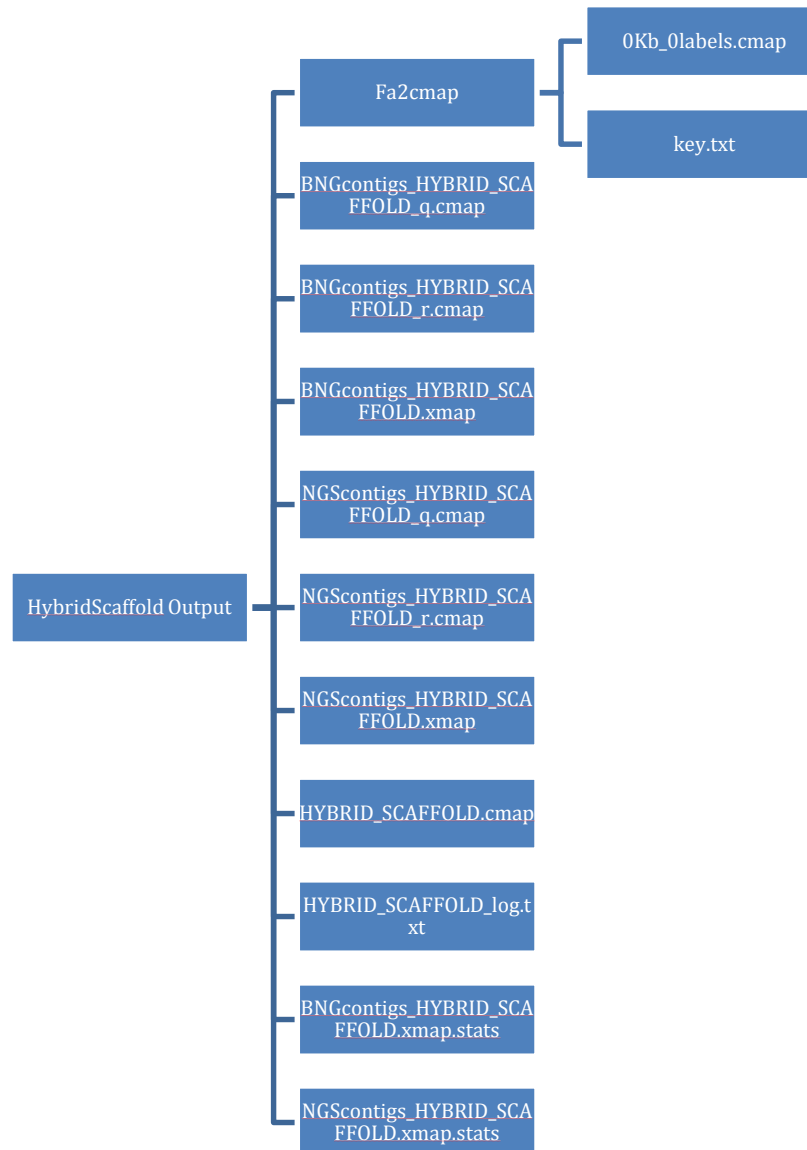 0Kb_0labels.cmap
Fa2cmap
key.txt
BNGcontigs_HYBRID_SCA
FFOLD_q.cmap
BNGcontigs_HYBRID_SCA
FFOLD_r.cmap
BNGcontigs_HYBRID_SCA
FFOLD.xmap
NGScontigs_HYBRID_SCA
FFOLD_q.cmap
HybridScaffold Output
NGScontigs_HYBRID_SCA
FFOLD_r.cmap
NGScontigs_HYBRID_SCA
FFOLD.xmap
HYBRID_SCAFFOLD.cmap
HYBRID_SCAFFOLD_log.t
xt
BNGcontigs_HYBRID_SCA
FFOLD.xmap.stats
NGScontigs_HYBRID_SCA
FFOLD.xmap.stats